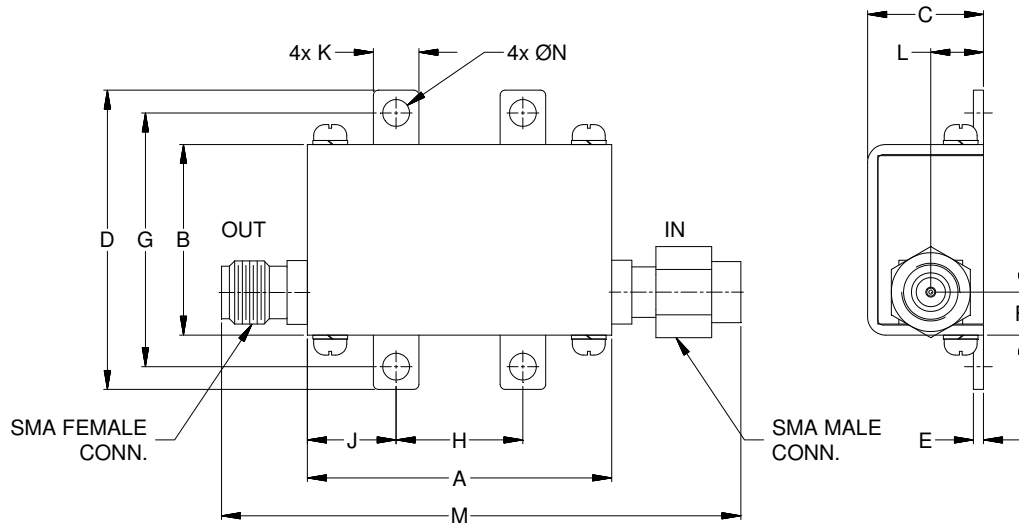 C
L
4x K
4x ØN
D
G
B
OUT
IN
F
SMA FEMALE
CONN.
J
H
SMA MALE
CONN.
E
A
M